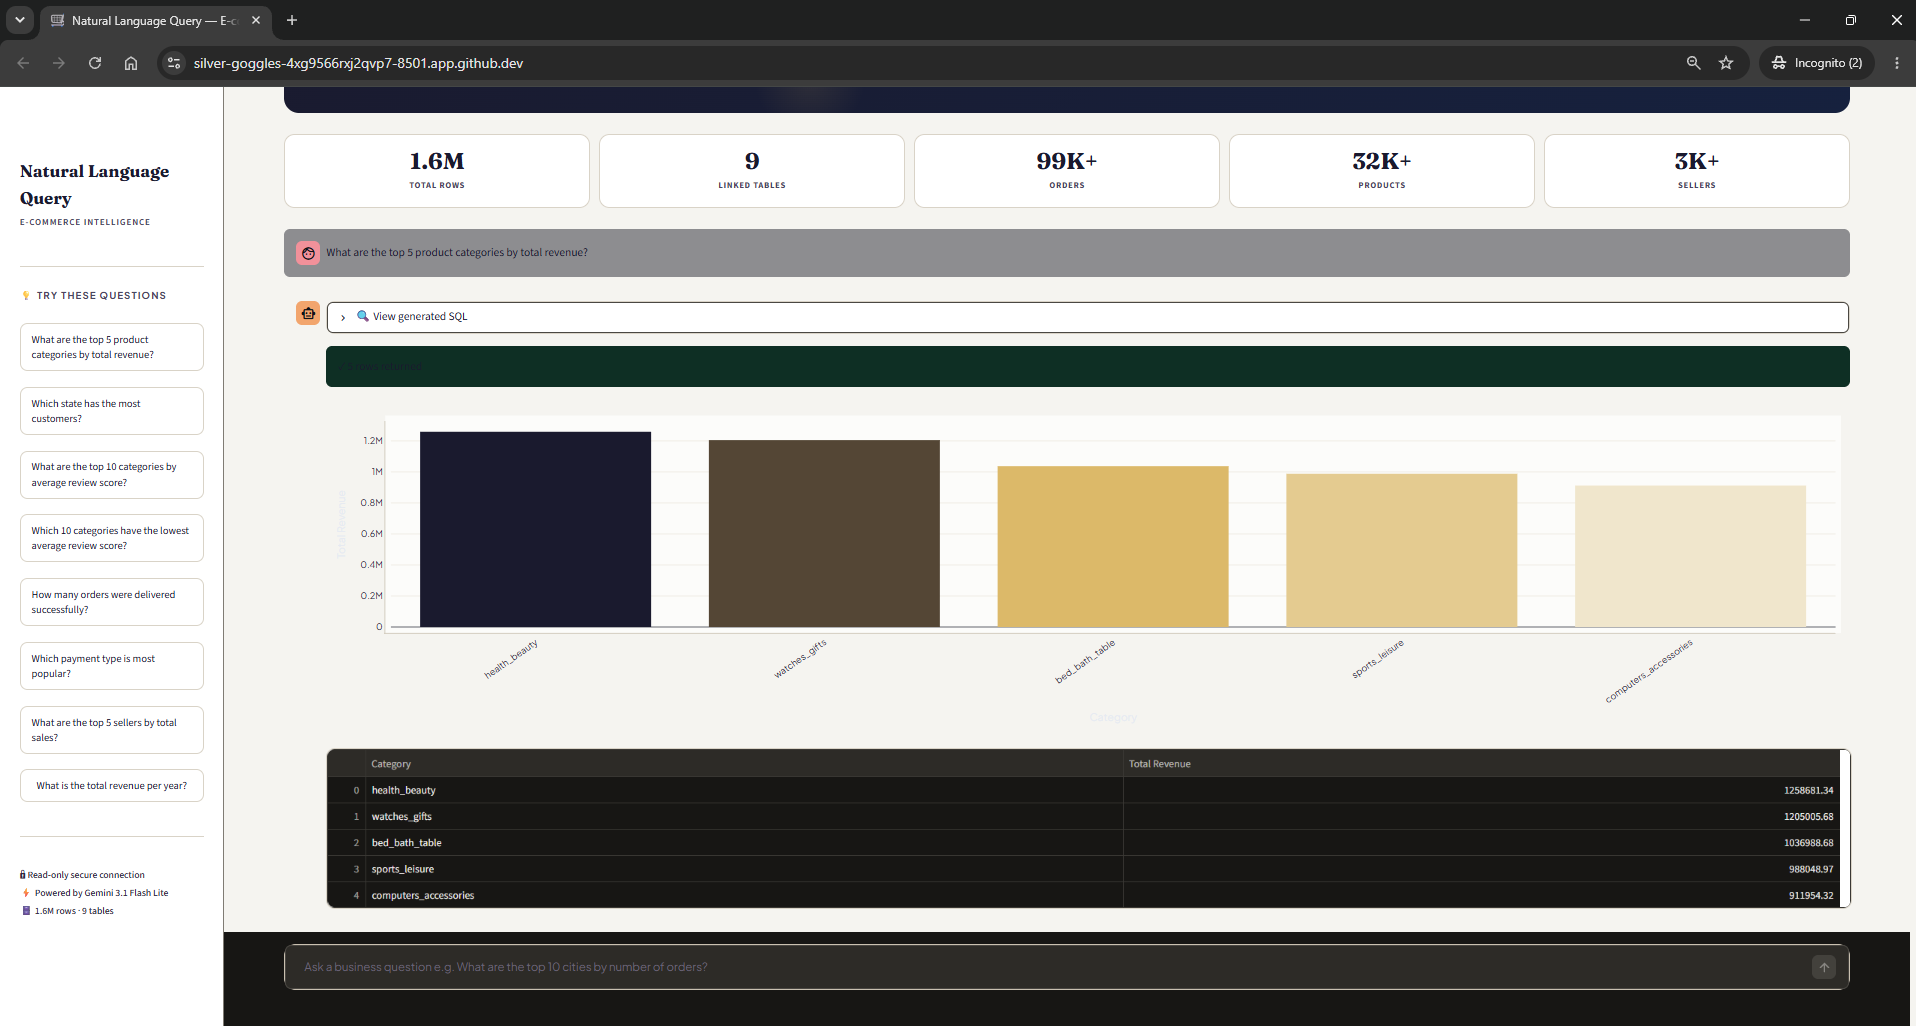 Natural Language Query — E-c
silver-goggles-4xg9566rxj2qvp7-8501.app.github.dev
Incognito (2)
Natural Language
Query
E-COMMERCE INTELLIGENCE
TRY THESE QUESTIONS
What are the top 5 product
categories by total revenue?
Which state has the most
customers?
What are the top 10 categories by
average review score?
Which 10 categories have the lowest
average review score?
How many orders were delivered
successfully?
Which payment type is most
popular?
What are the top 5 sellers by total
sales?
What is the total revenue per year?
Read-only secure connection
Powered by Gemini 3.1 Flash Lite
1.6M rows · 9 tables
1.6M
TOTAL ROWS
9
LINKED TABLES
99K+
ORDERS
32K+
PRODUCTS
3K+
SELLERS
What are the top 5 product categories by total revenue?
View generated SQL
1.2M
1M
0.8M
0.6M
0.4M
0.2M
0
Total Revenue
health_beauty
watches_gifts
bed_bath_table
sports_leisure
computers_accessories
Category
Category Total Revenue
0 health_beauty 1258681.34
1 watches_gifts 1205005.68
2 bed_bath_table 1036988.68
3 sports_leisure 988048.97
4 computers_accessories 911954.32
Ask a business question e.g. What are the top 10 cities by number of orders?